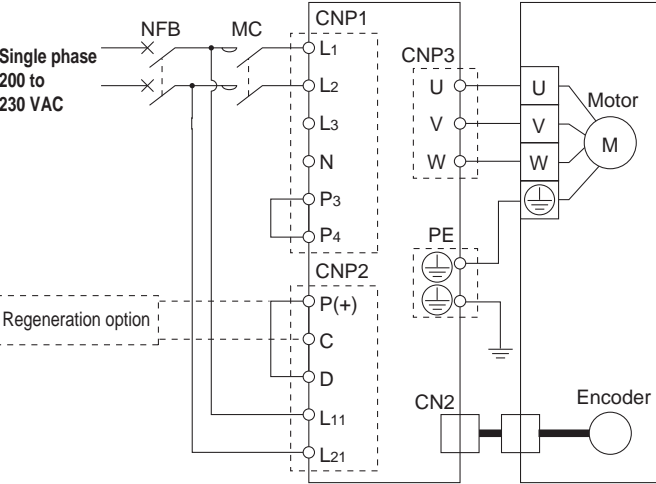 NFB
MC
CNP1
Single phase
200 to
230 VAC
L1
L2
L3
N
P3
P4
CNP3
U
V
W
U
V
W
Motor
M
PE
CNP2
Regeneration option
P(+)
C
D
L11
L21
CN2
Encoder